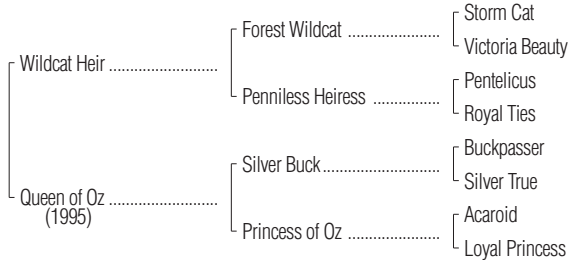 Storm Cat
Forest Wildcat ....................
Victoria Beauty
Wildcat Heir ........................
Pentelicus
Penniless Heiress ..............
Royal Ties
Buckpasser
Silver Buck.........................
Silver True
Queen of Oz ........................
(1995)
Acaroid
Princess of Oz ....................
Loyal Princess